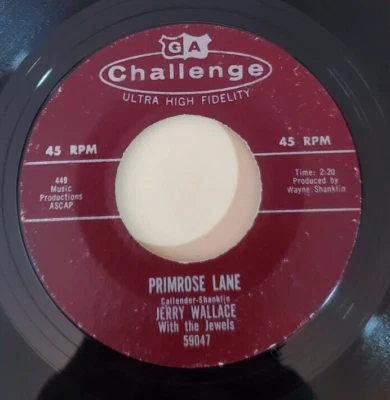 GA
Challenge
ULTRA HIGH FIDELITY
45 RPM
45 RPM
448
Music
Productions
ASCAP
Time: 2:20
Produced by
Wayne Shanklin
PRIMROSE LANE
Callender-Shanklin
JERRY WALLACE
With the Jewels
59047